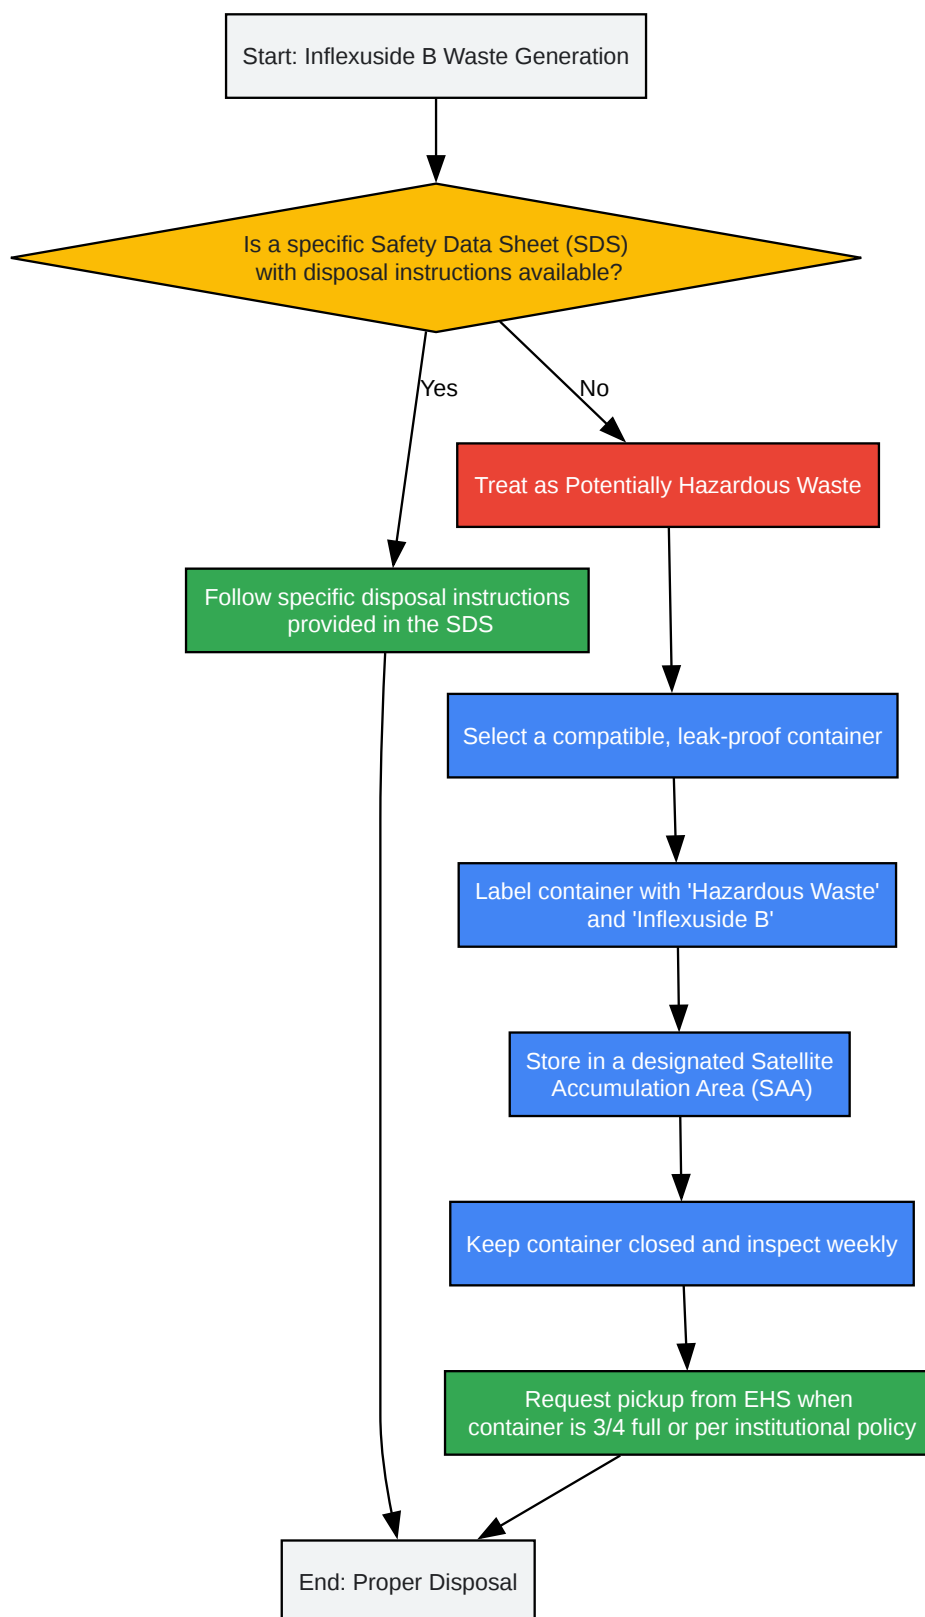 Start: Inflexuside B Waste Generation
Is a specific Safety Data Sheet (SDS)
with disposal instructions available?
Yes
No
Treat as Potentially Hazardous Waste
Follow specific disposal instructions
provided in the SDS
Select a compatible, leak-proof container
Label container with 'Hazardous Waste'
and 'Inflexuside B'
Store in a designated Satellite
Accumulation Area (SAA)
Keep container closed and inspect weekly
Request pickup from EHS when
container is 3/4 full or per institutional policy
End: Proper Disposal